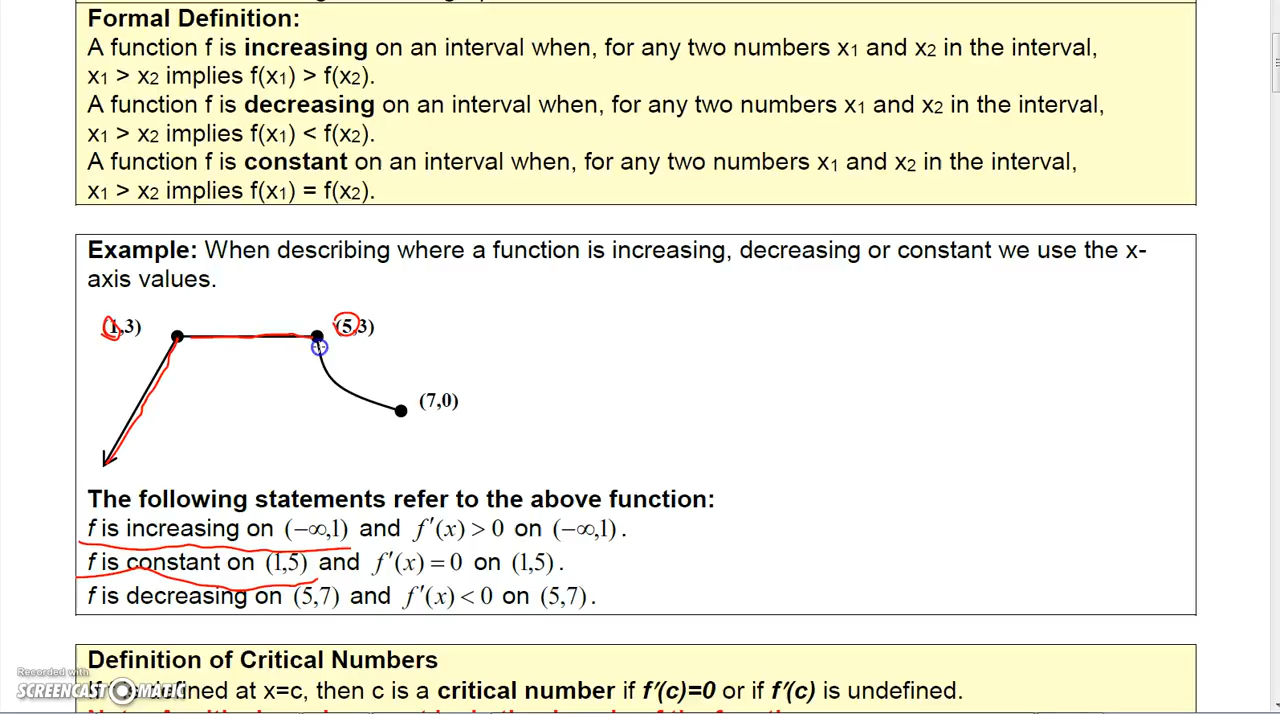 Formal Definition:
A function f is increasing on an interval when, for any two numbers x1 and x2 in the interval,
x1 > x2 implies f(x1) > f(x2).
A function f is decreasing on an interval when, for any two numbers x1 and x2 in the interval,
x1 > x2 implies f(x1) < f(x2).
A function f is constant on an interval when, for any two numbers x1 and x2 in the interval,
x1 > x2 implies f(x1) = f(x2).
Example: When describing where a function is increasing, decreasing or constant we use the x-
axis values.
(1,3)
(5,3)
(7,0)
The following statements refer to the above function:
f is increasing on (−∞,1) and f′(x) > 0 on (−∞,1).
f is constant on (1,5) and f′(x) = 0 on (1,5).
f is decreasing on (5,7) and f′(x) < 0 on (5,7).
Definition of Critical Numbers
defined at x=c, then c is a critical number if f′(c)=0 or if f′(c) is undefined.
Recorded with
SCREENCAST-O-MATIC